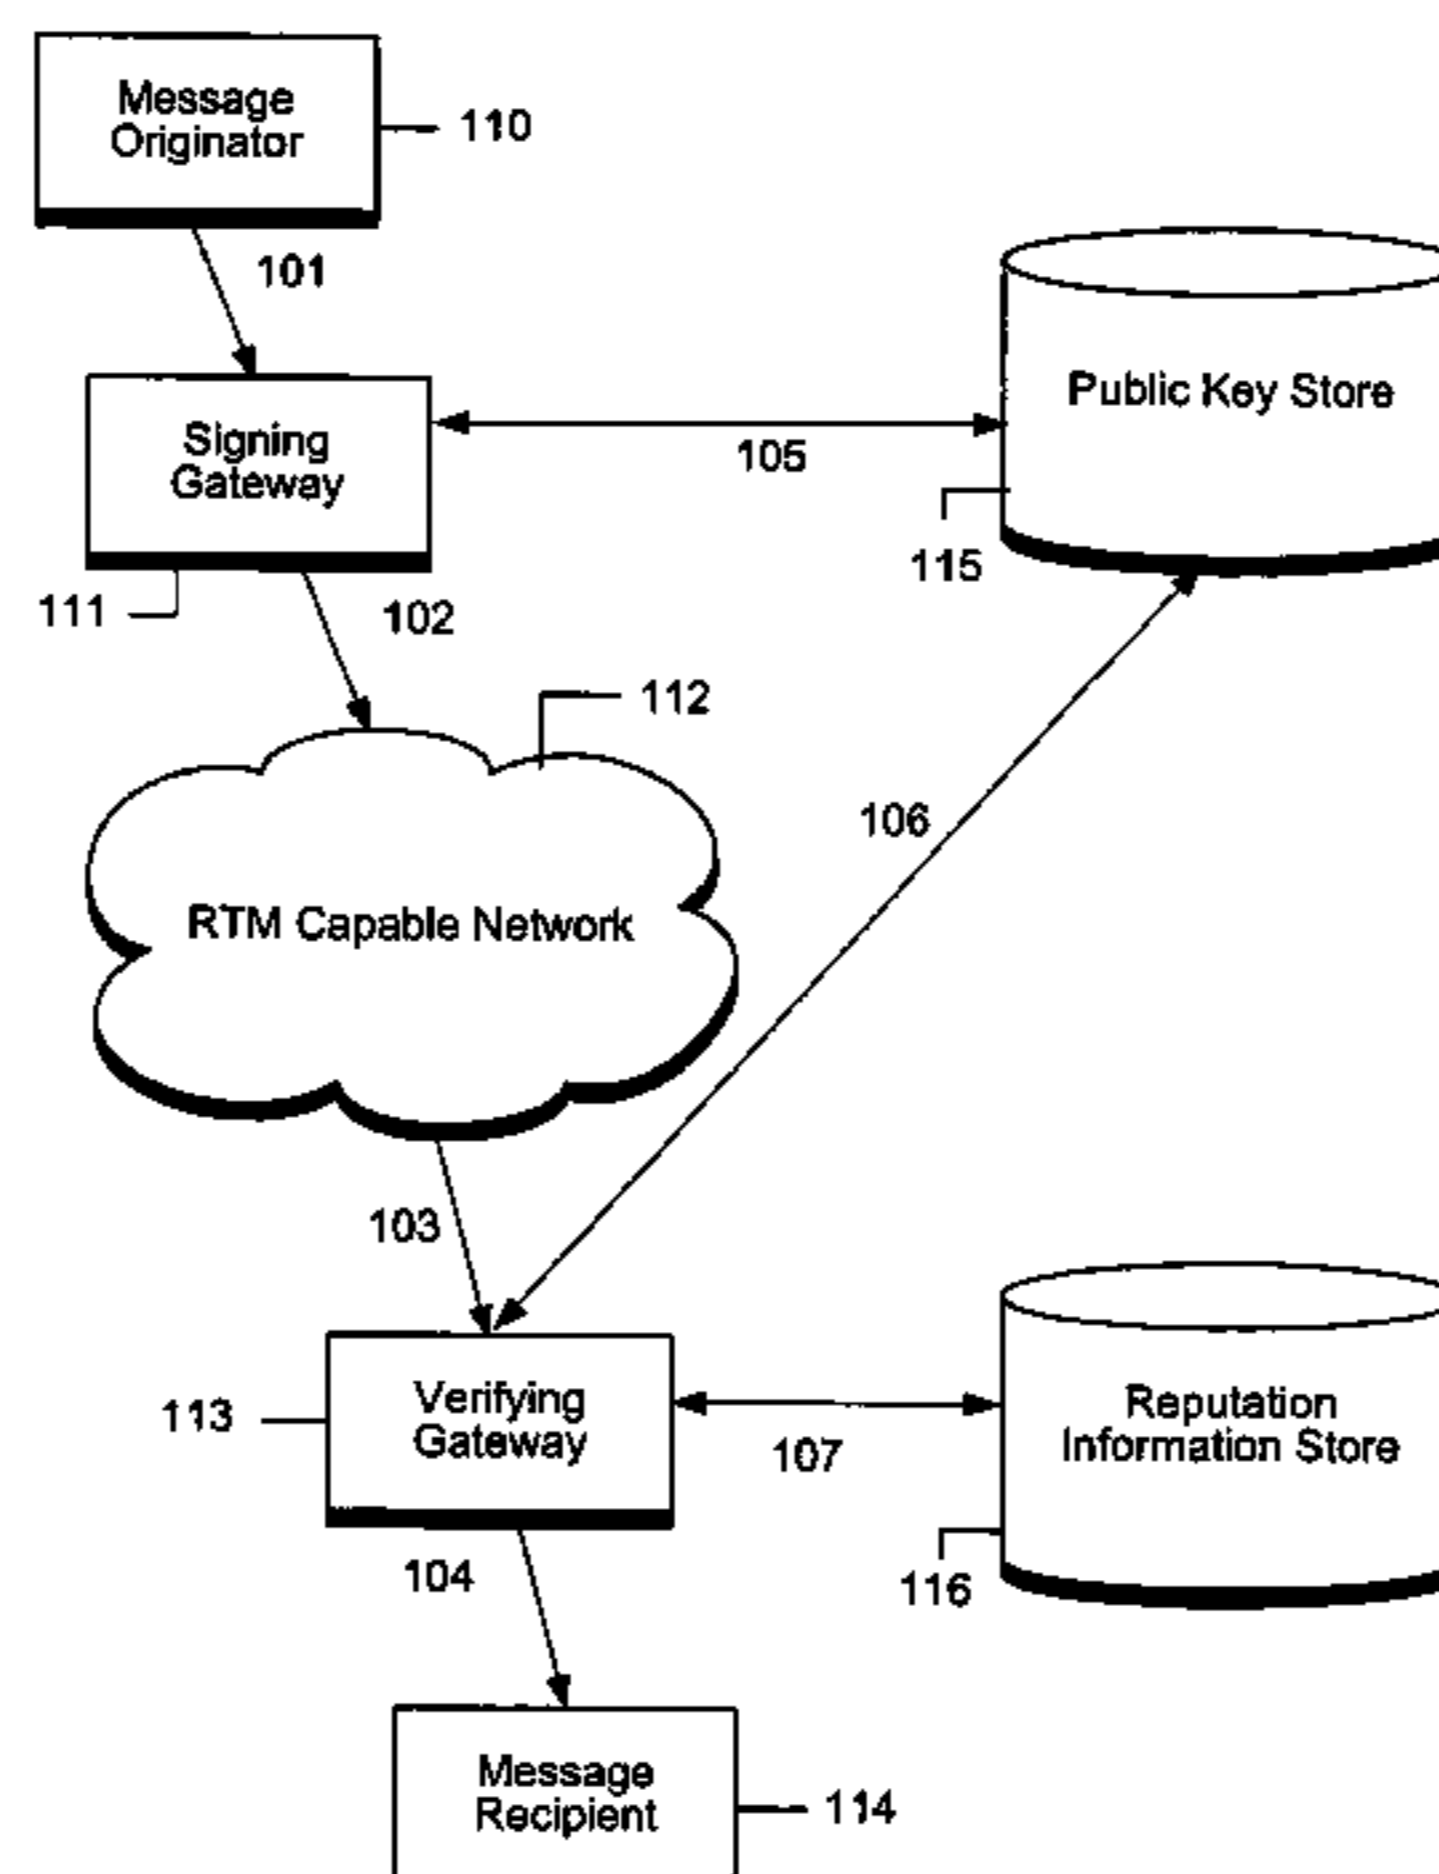 Message
Originator
110
101
Signing
Gateway
105
Public Key Store
115
111
102
112
RTM Capable Network
106
103
Verifying
Gateway
113
107
Reputation
Information Store
116
104
Message
Recipient
114